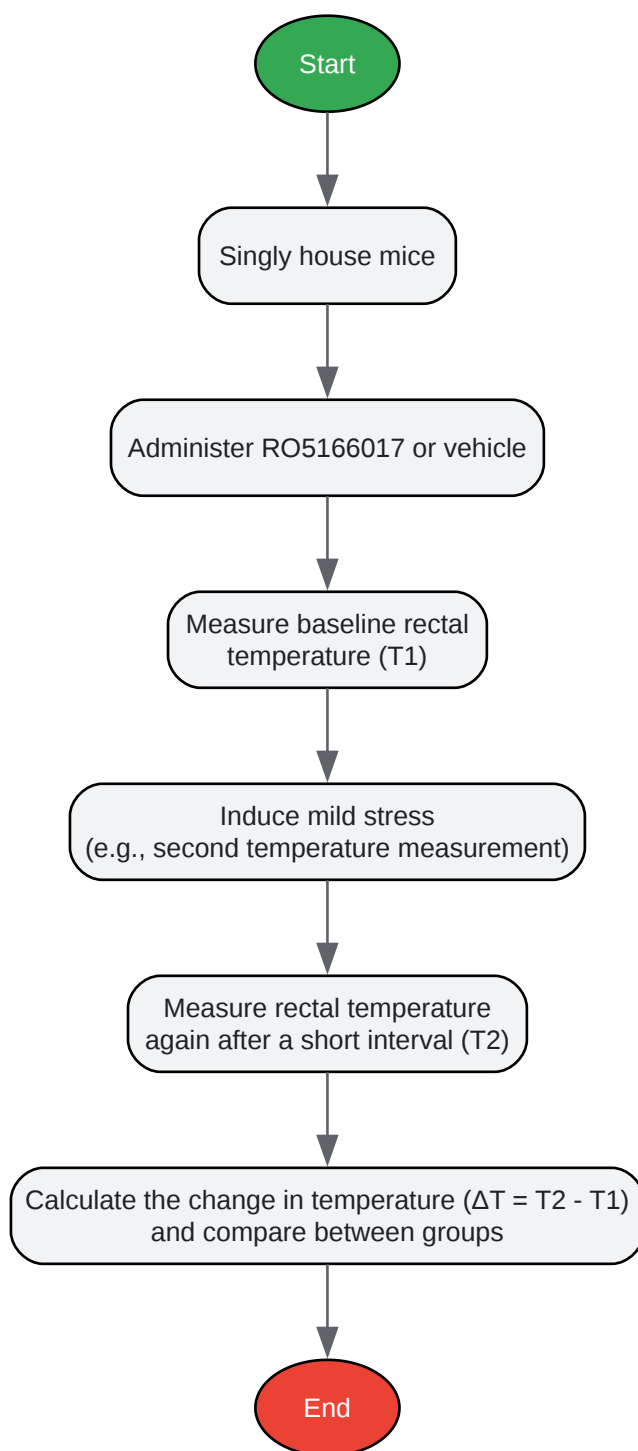 Start
Singly house mice
Administer RO5166017 or vehicle
Measure baseline rectal
temperature (T1)
Induce mild stress
(e.g., second temperature measurement)
Measure rectal temperature
again after a short interval (T2)
Calculate the change in temperature (ΔT = T2 - T1)
and compare between groups
End